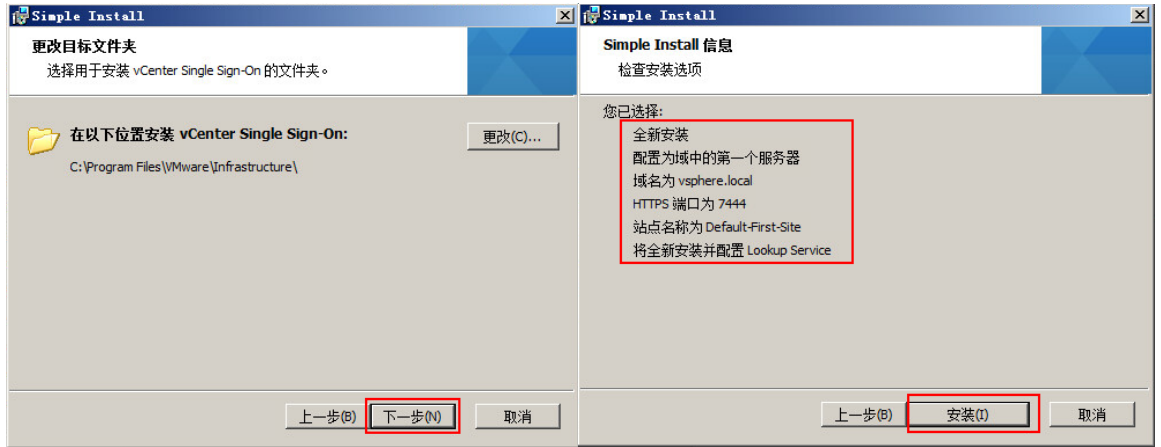 Simple Install
更改目标文件夹
选择用于安装 vCenter Single Sign-On 的文件夹。
在以下位置安装 vCenter Single Sign-On:
更改(C)...
C:\Program Files\VMware\Infrastructure\
上一步(B)
下一步(N)
取消
Simple Install
Simple Install 信息
检查安装选项
您已选择:
全新安装
配置为域中的第一个服务器
域名为 vsphere.local
HTTPS 端口为 7444
站点名称为 Default-First-Site
将全新安装并配置 Lookup Service
上一步(B)
安装(I)
取消